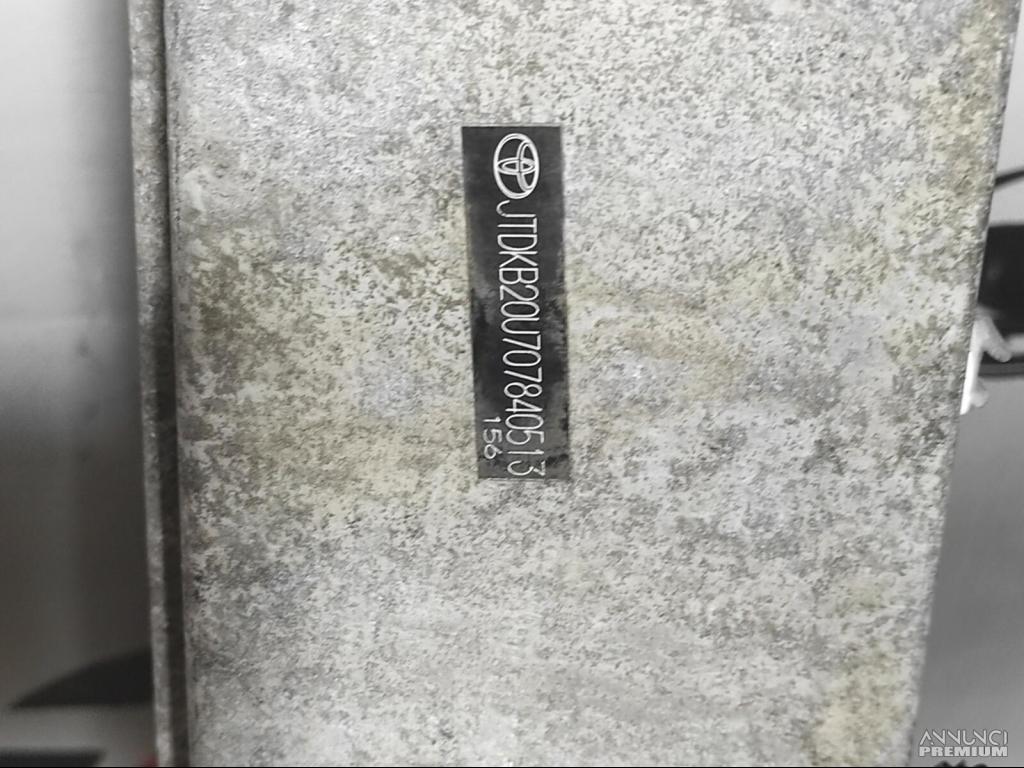 JTDKB20U707840513
156
ANNUNCI
PREMIUM